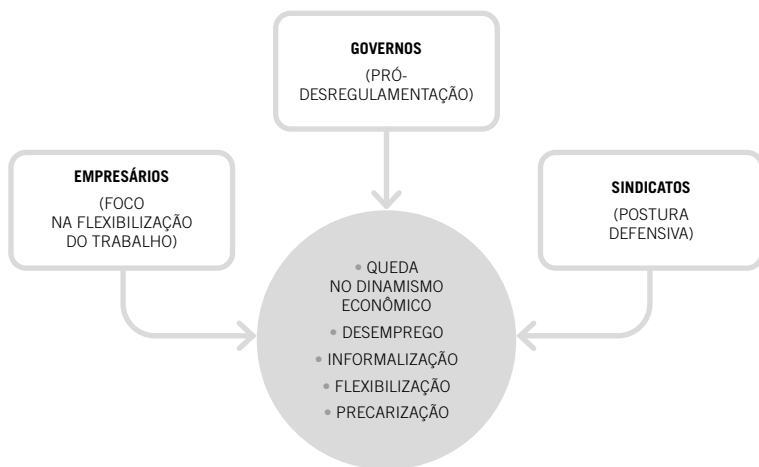 GOVERNOS
(PRÓ-
DESREGULAMENTAÇÃO)
EMPRESÁRIOS
(FOCO
NA FLEXIBILIZAÇÃO
DO TRABALHO)
SINDICATOS
(POSTURA
DEFENSIVA)
• QUEDA
NO DINAMISMO
ECONÔMICO
• DESEMPREGO
• INFORMALIZAÇÃO
• FLEXIBILIZAÇÃO
• PRECARIZAÇÃO